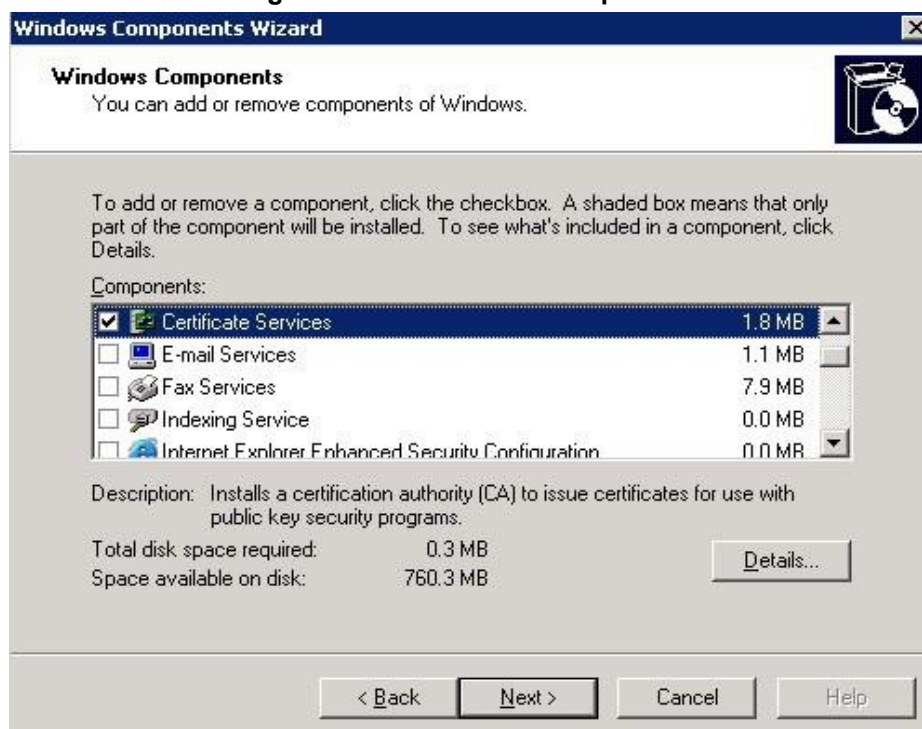 Windows Components Wizard
Windows Components
You can add or remove components of Windows.
To add or remove a component, click the checkbox. A shaded box means that only
part of the component will be installed. To see what's included in a component, click
Details.
Components:
Certificate Services 1.8 MB
E-mail Services 1.1 MB
Fax Services 7.9 MB
Indexing Service 0.0 MB
Internet Explorer Enhanced Security Configuration 0.0 MB
Description: Installs a certification authority (CA) to issue certificates for use with
public key security programs.
Total disk space required: 0.3 MB
Space available on disk: 760.3 MB
Details...
< Back Next > Cancel Help